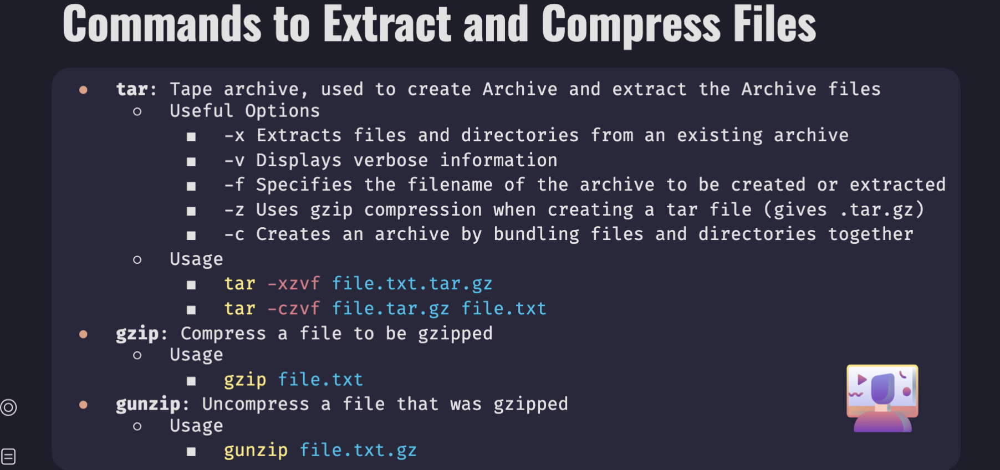 Commands to Extract and Compress Files
● tar: Tape archive, used to create Archive and extract the Archive files
○ Useful Options
■ -x Extracts files and directories from an existing archive
■ -v Displays verbose information
■ -f Specifies the filename of the archive to be created or extracted
■ -z Uses gzip compression when creating a tar file (gives .tar.gz)
■ -c Creates an archive by bundling files and directories together
○ Usage
■ tar -xzvf file.txt.tar.gz
■ tar -czvf file.tar.gz file.txt
● gzip: Compress a file to be gzipped
○ Usage
■ gzip file.txt
● gunzip: Uncompress a file that was gzipped
○ Usage
■ gunzip file.txt.gz